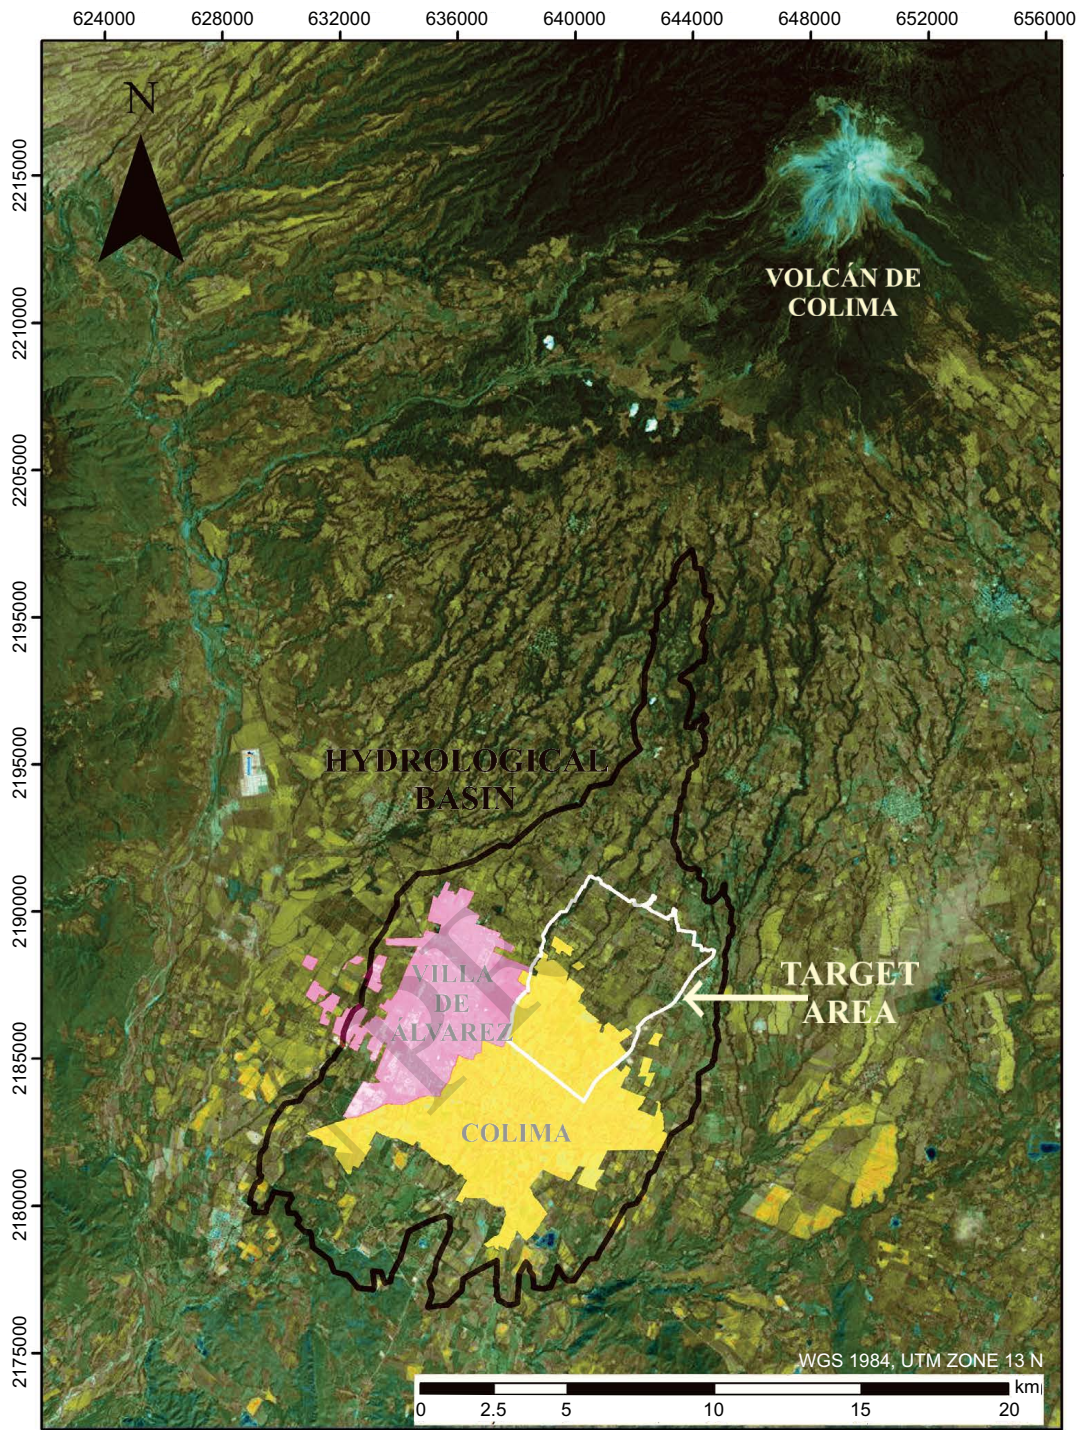 624000 628000 632000 636000 640000 644000 648000 652000 656000
N
2215000
VOLCÁN DE
COLIMA
2210000
2205000
2195000
2195000
HYDROLOGICAL
BASIN
2190000
VILLA
DE
ALVAREZ
TARGET
AREA
2185000
COLIMA
2180000
2175000
WGS 1984, UTM ZONE 13 N
km
0 2.5 5 10 15 20